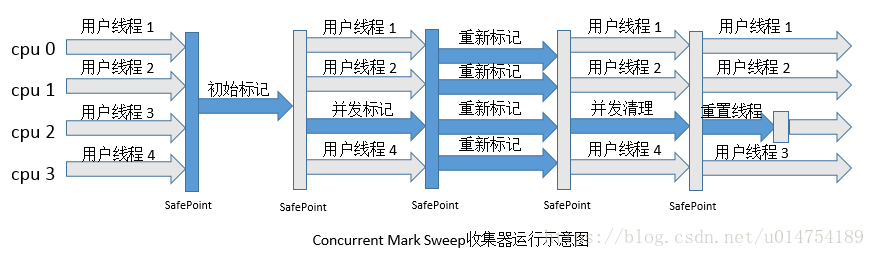 cpu 0
cpu 1
cpu 2
cpu 3
用户线程 1
用户线程 2
用户线程 3
用户线程 4
SafePoint
初始标记
SafePoint
用户线程 1
用户线程 2
并发标记
用户线程 4
SafePoint
重新标记
重新标记
重新标记
重新标记
SafePoint
用户线程 1
用户线程 2
并发清理
用户线程 4
SafePoint
用户线程 1
用户线程 2
重置线程
用户线程 3
Concurrent Mark Sweep收集器运行示意图
https://blog.csdn.net/u014754189